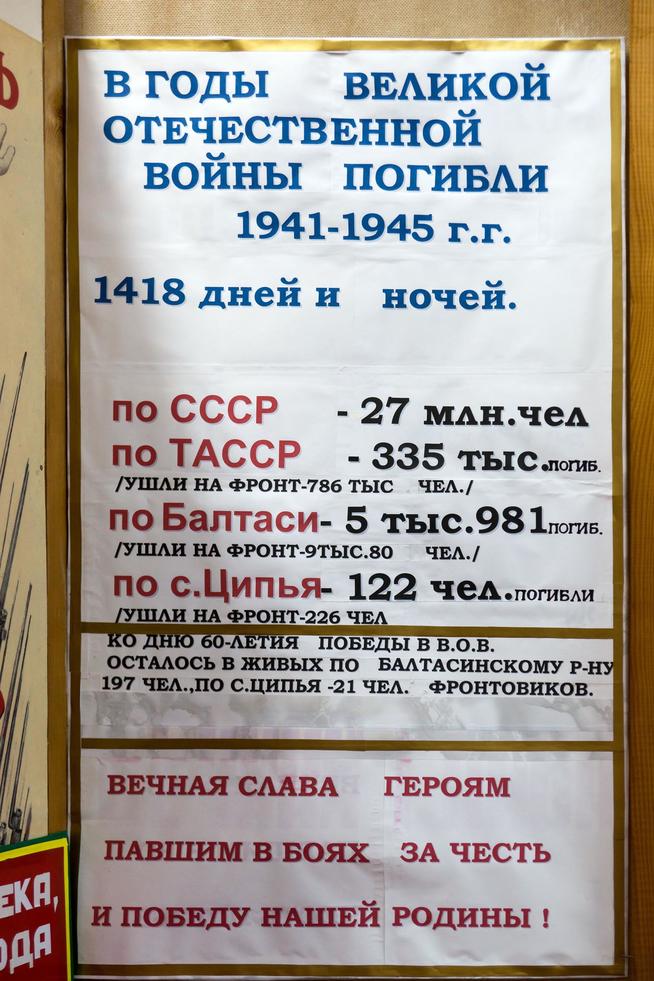 В ГОДЫ ВЕЛИКОЙ
ОТЕЧЕСТВЕННОЙ
ВОЙНЫ ПОГИБЛИ
1941-1945 г.г.
1418 дней и ночей.
по СССР - 27 млн.чел
по ТАССР - 335 тыс.погиб.
/УШЛИ НА ФРОНТ-786 ТЫС ЧЕЛ./
по Балтаси- 5 тыс.981погиб.
/УШЛИ НА ФРОНТ-9ТЫС.80 ЧЕЛ./
по с.Ципья- 122 чел.погибли
/УШЛИ НА ФРОНТ-226 ЧЕЛ
КО ДНЮ 60-ЛЕТИЯ ПОБЕДЫ В В.О.В.
ОСТАЛОСЬ В ЖИВЫХ ПО БАЛТАСИНСКОМУ Р-НУ
197 ЧЕЛ.,ПО С.ЦИПЬЯ -21 ЧЕЛ. ФРОНТОВИКОВ.
ВЕЧНАЯ СЛАВА ГЕРОЯМ
ПАВШИМ В БОЯХ ЗА ЧЕСТЬ
И ПОБЕДУ НАШЕЙ РОДИНЫ !